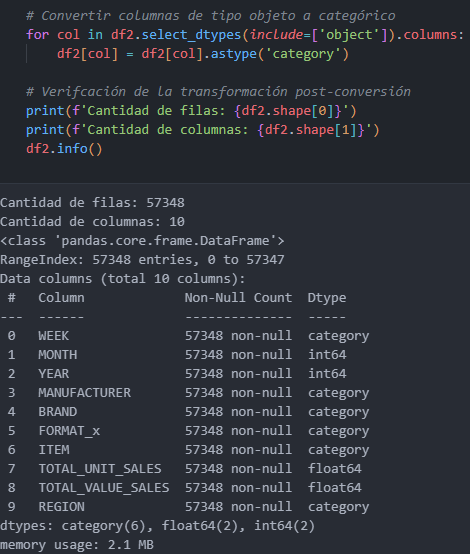 # Convertir columnas de tipo objeto a categórico
for col in df2.select_dtypes(include=['object']).columns:
    df2[col] = df2[col].astype('category')

# Verifcación de la transformación post-conversión
print(f'Cantidad de filas: {df2.shape[0]}')
print(f'Cantidad de columnas: {df2.shape[1]}')
df2.info()

Cantidad de filas: 57348
Cantidad de columnas: 10
<class 'pandas.core.frame.DataFrame'>
RangeIndex: 57348 entries, 0 to 57347
Data columns (total 10 columns):
 #   Column             Non-Null Count  Dtype
---  ------             --------------  -----
 0   WEEK               57348 non-null  category
 1   MONTH              57348 non-null  int64
 2   YEAR               57348 non-null  int64
 3   MANUFACTURER       57348 non-null  category
 4   BRAND              57348 non-null  category
 5   FORMAT_x           57348 non-null  category
 6   ITEM               57348 non-null  category
 7   TOTAL_UNIT_SALES   57348 non-null  float64
 8   TOTAL_VALUE_SALES  57348 non-null  float64
 9   REGION             57348 non-null  category
dtypes: category(6), float64(2), int64(2)
memory usage: 2.1 MB